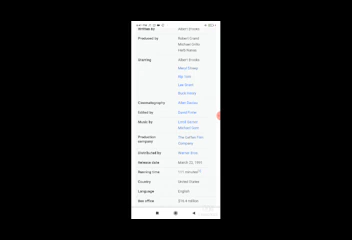 Written by Albert Brooks
Produced by Robert Grand
Michael Grillo
Herb Nanas
Starring Albert Brooks
Meryl Streep
Rip Torn
Lee Grant
Buck Henry
Cinematography Allen Daviau
Edited by David Finfer
Music by
Michael Gore
Production The Geffen Film
company Company
Distributed by Warner Bros.
Release date March 22, 1991
Running time 111 minutes
Country United States
Language English
Box office million